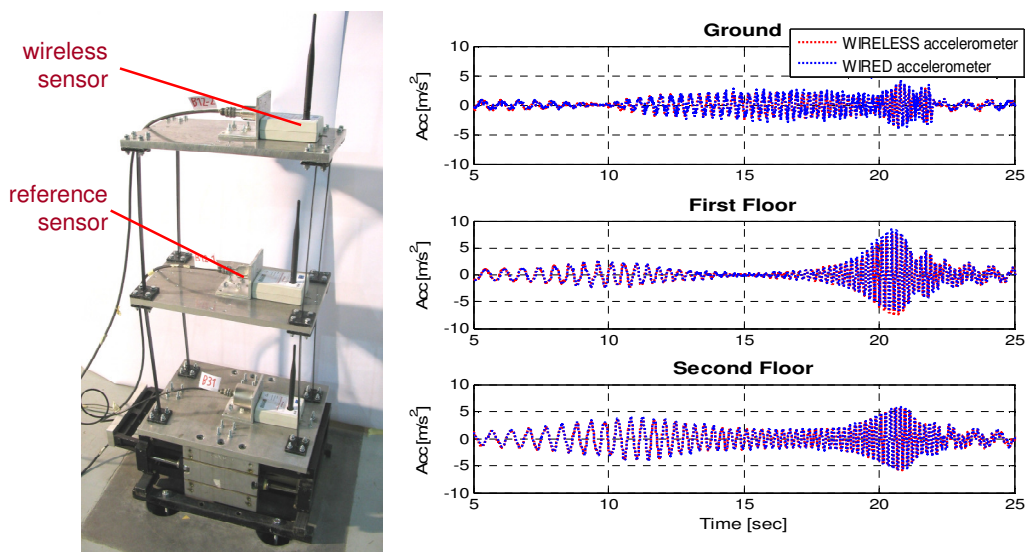 wireless
sensor
reference
sensor
B31
Ground
WIRELESS accelerometer
WIRED accelerometer
Acc[m/s²]
10
5
0
-5
-10
5
10
15
20
25
First Floor
Acc[m/s²]
10
5
0
-5
-10
5
10
15
20
25
Second Floor
Acc[m/s²]
10
5
0
-5
-10
5
10
15
20
25
Time [sec]